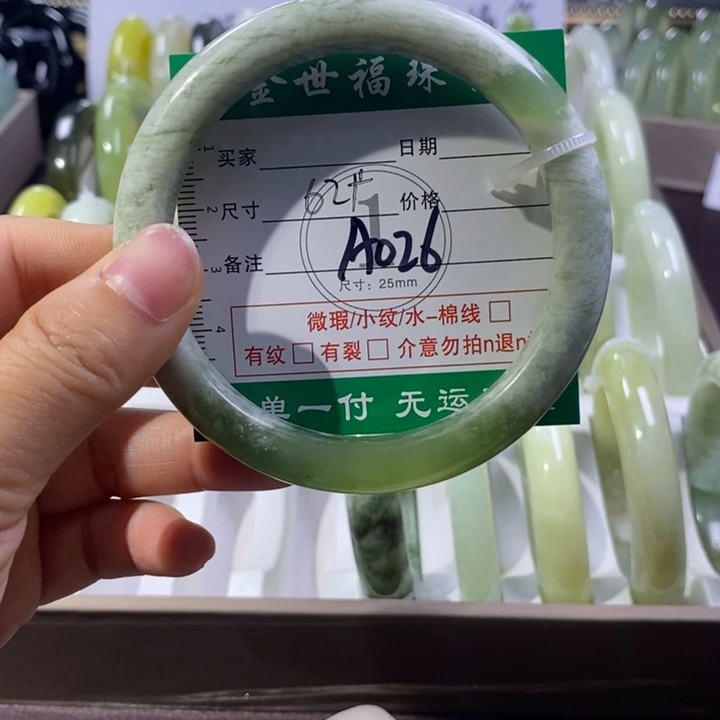 金世福珠
买家 日期
尺寸 62# 价格
备注 A026
尺寸：25mm
微瑕/小纹/水-棉线
有纹 有裂 介意勿拍n退n
单一付 无运
1
2
3
4